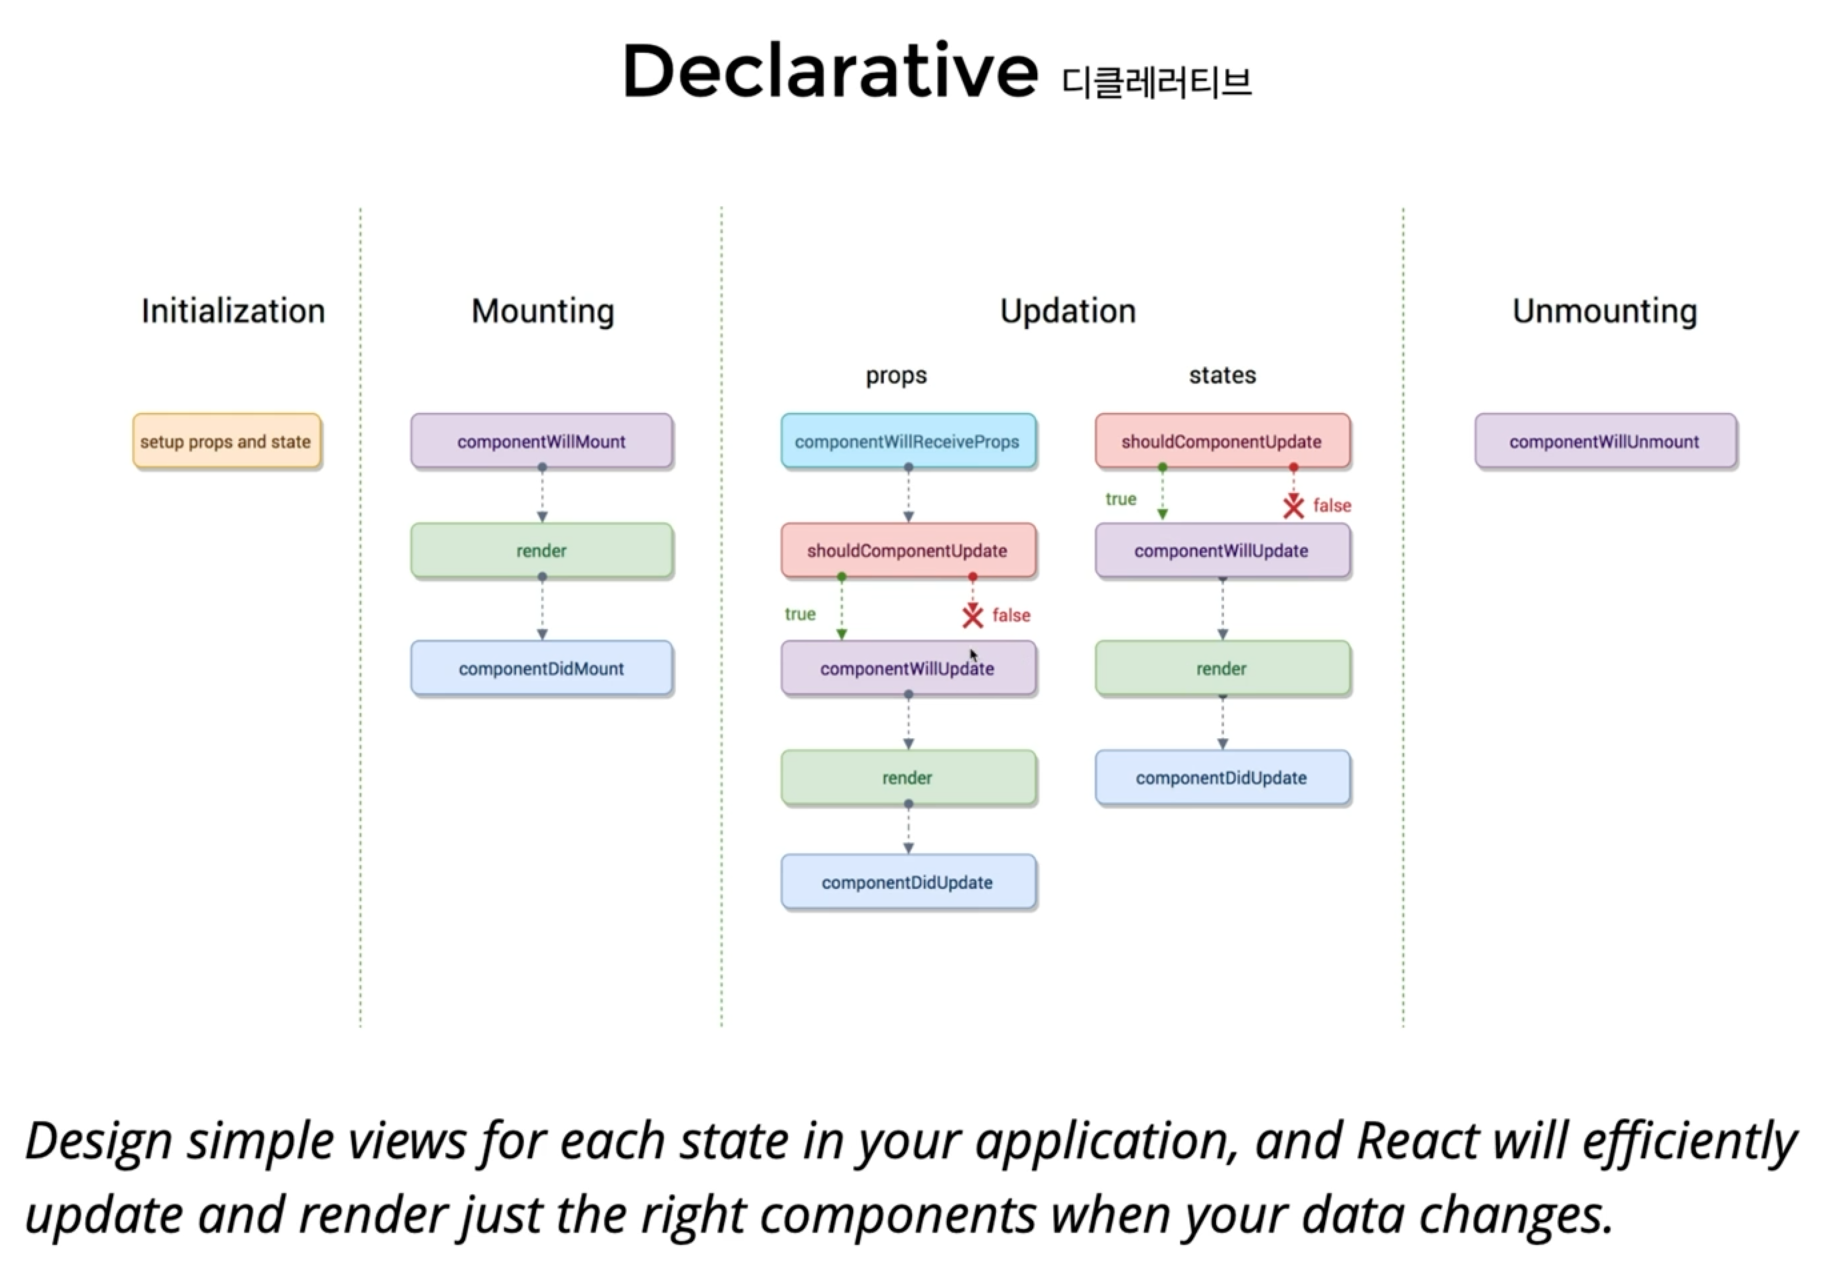 Declarative 디클레러티브
Initialization
setup props and state
Mounting
componentWillMount
render
componentDidMount
Updation
props
componentWillReceiveProps
shouldComponentUpdate
true
false
componentWillUpdate
render
componentDidUpdate
states
shouldComponentUpdate
true
false
componentWillUpdate
render
componentDidUpdate
Unmounting
componentWillUnmount
Design simple views for each state in your application, and React will efficiently
update and render just the right components when your data changes.